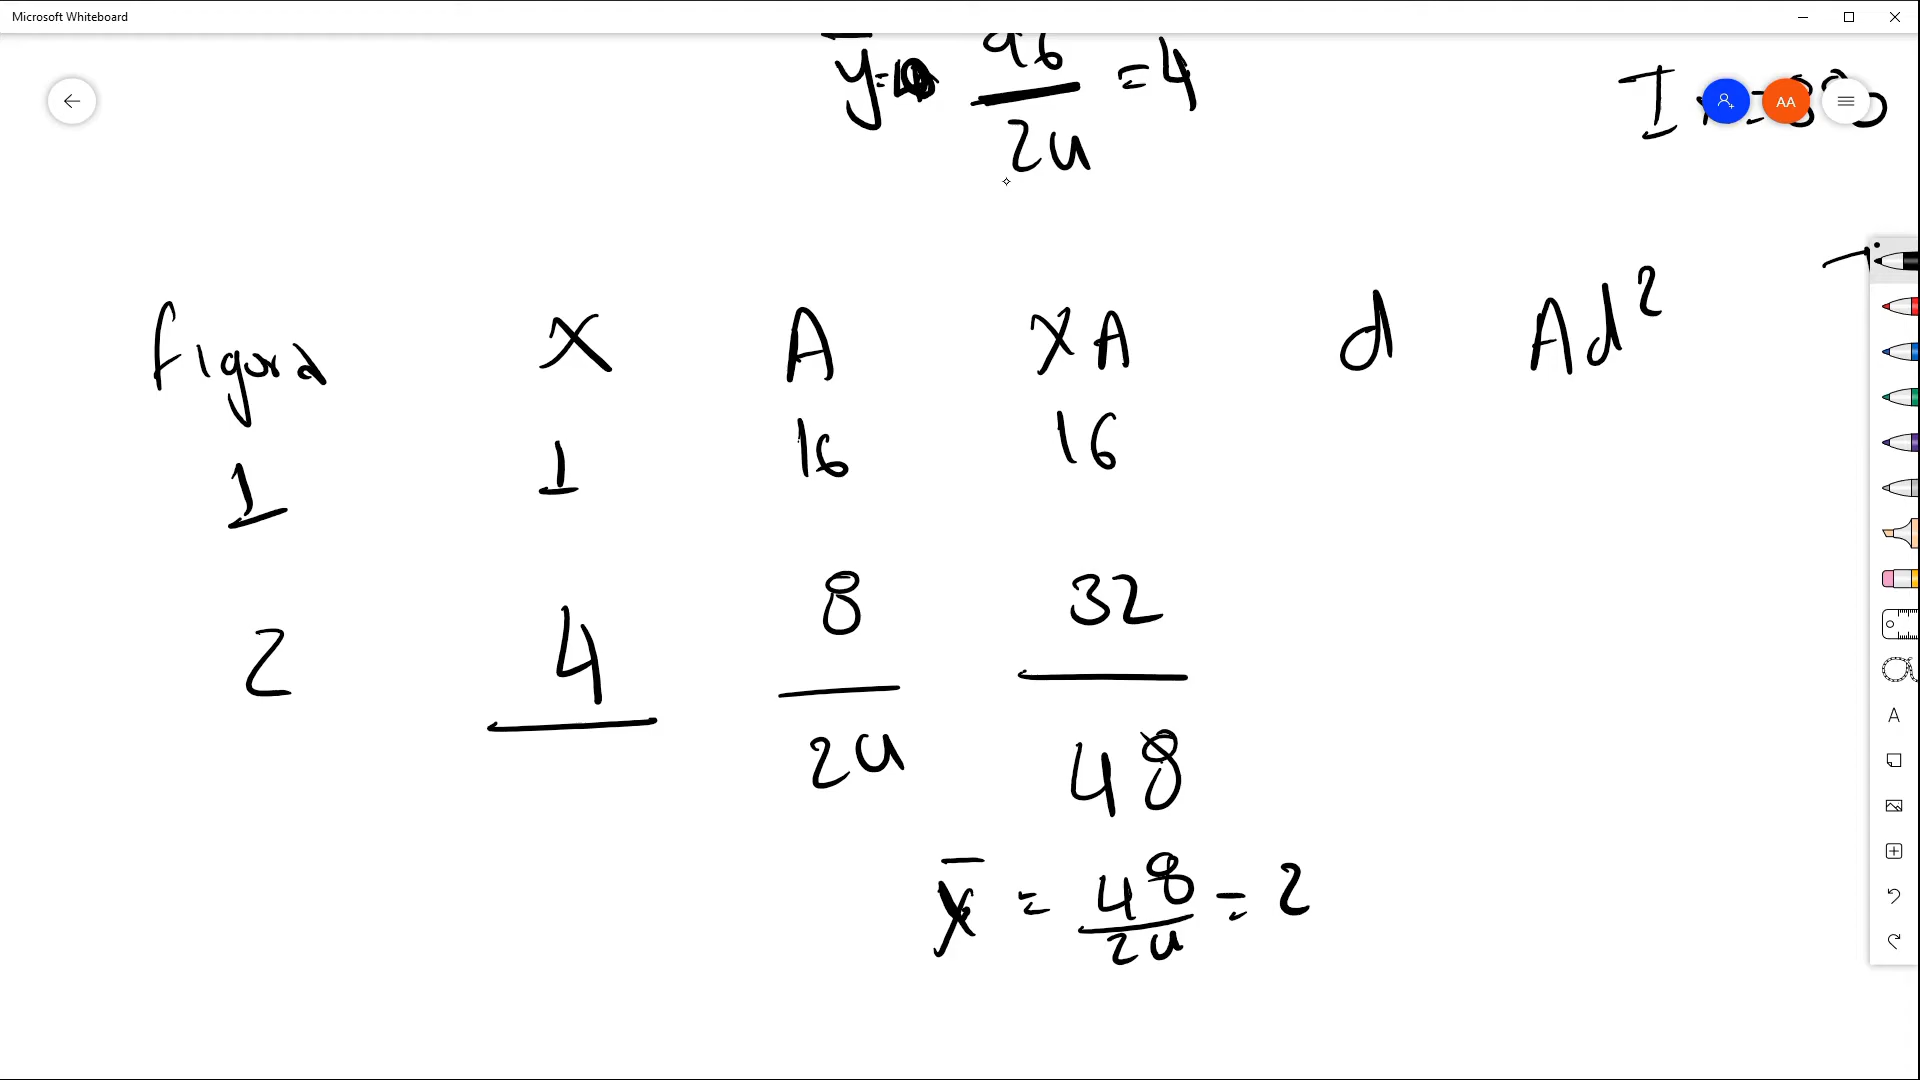 Microsoft Whiteboard
ȳ = 96/24 = 4
I
AA
figura x A xA d Ad²
1 1 16 16
2 4 8 32
24 48
x̄ = 48/24 = 2
A